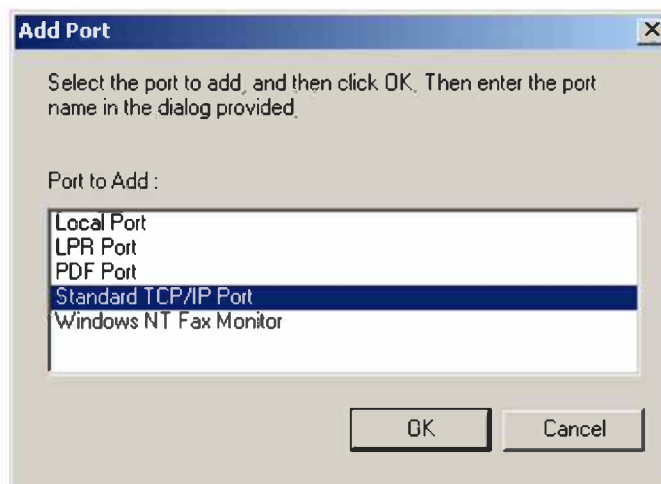 Add Port
Select the port to add, and then click OK. Then enter the port
name in the dialog provided.
Port to Add :
Local Port
LPR Port
PDF Port
Standard TCP/IP Port
Windows NT Fax Monitor
OK
Cancel